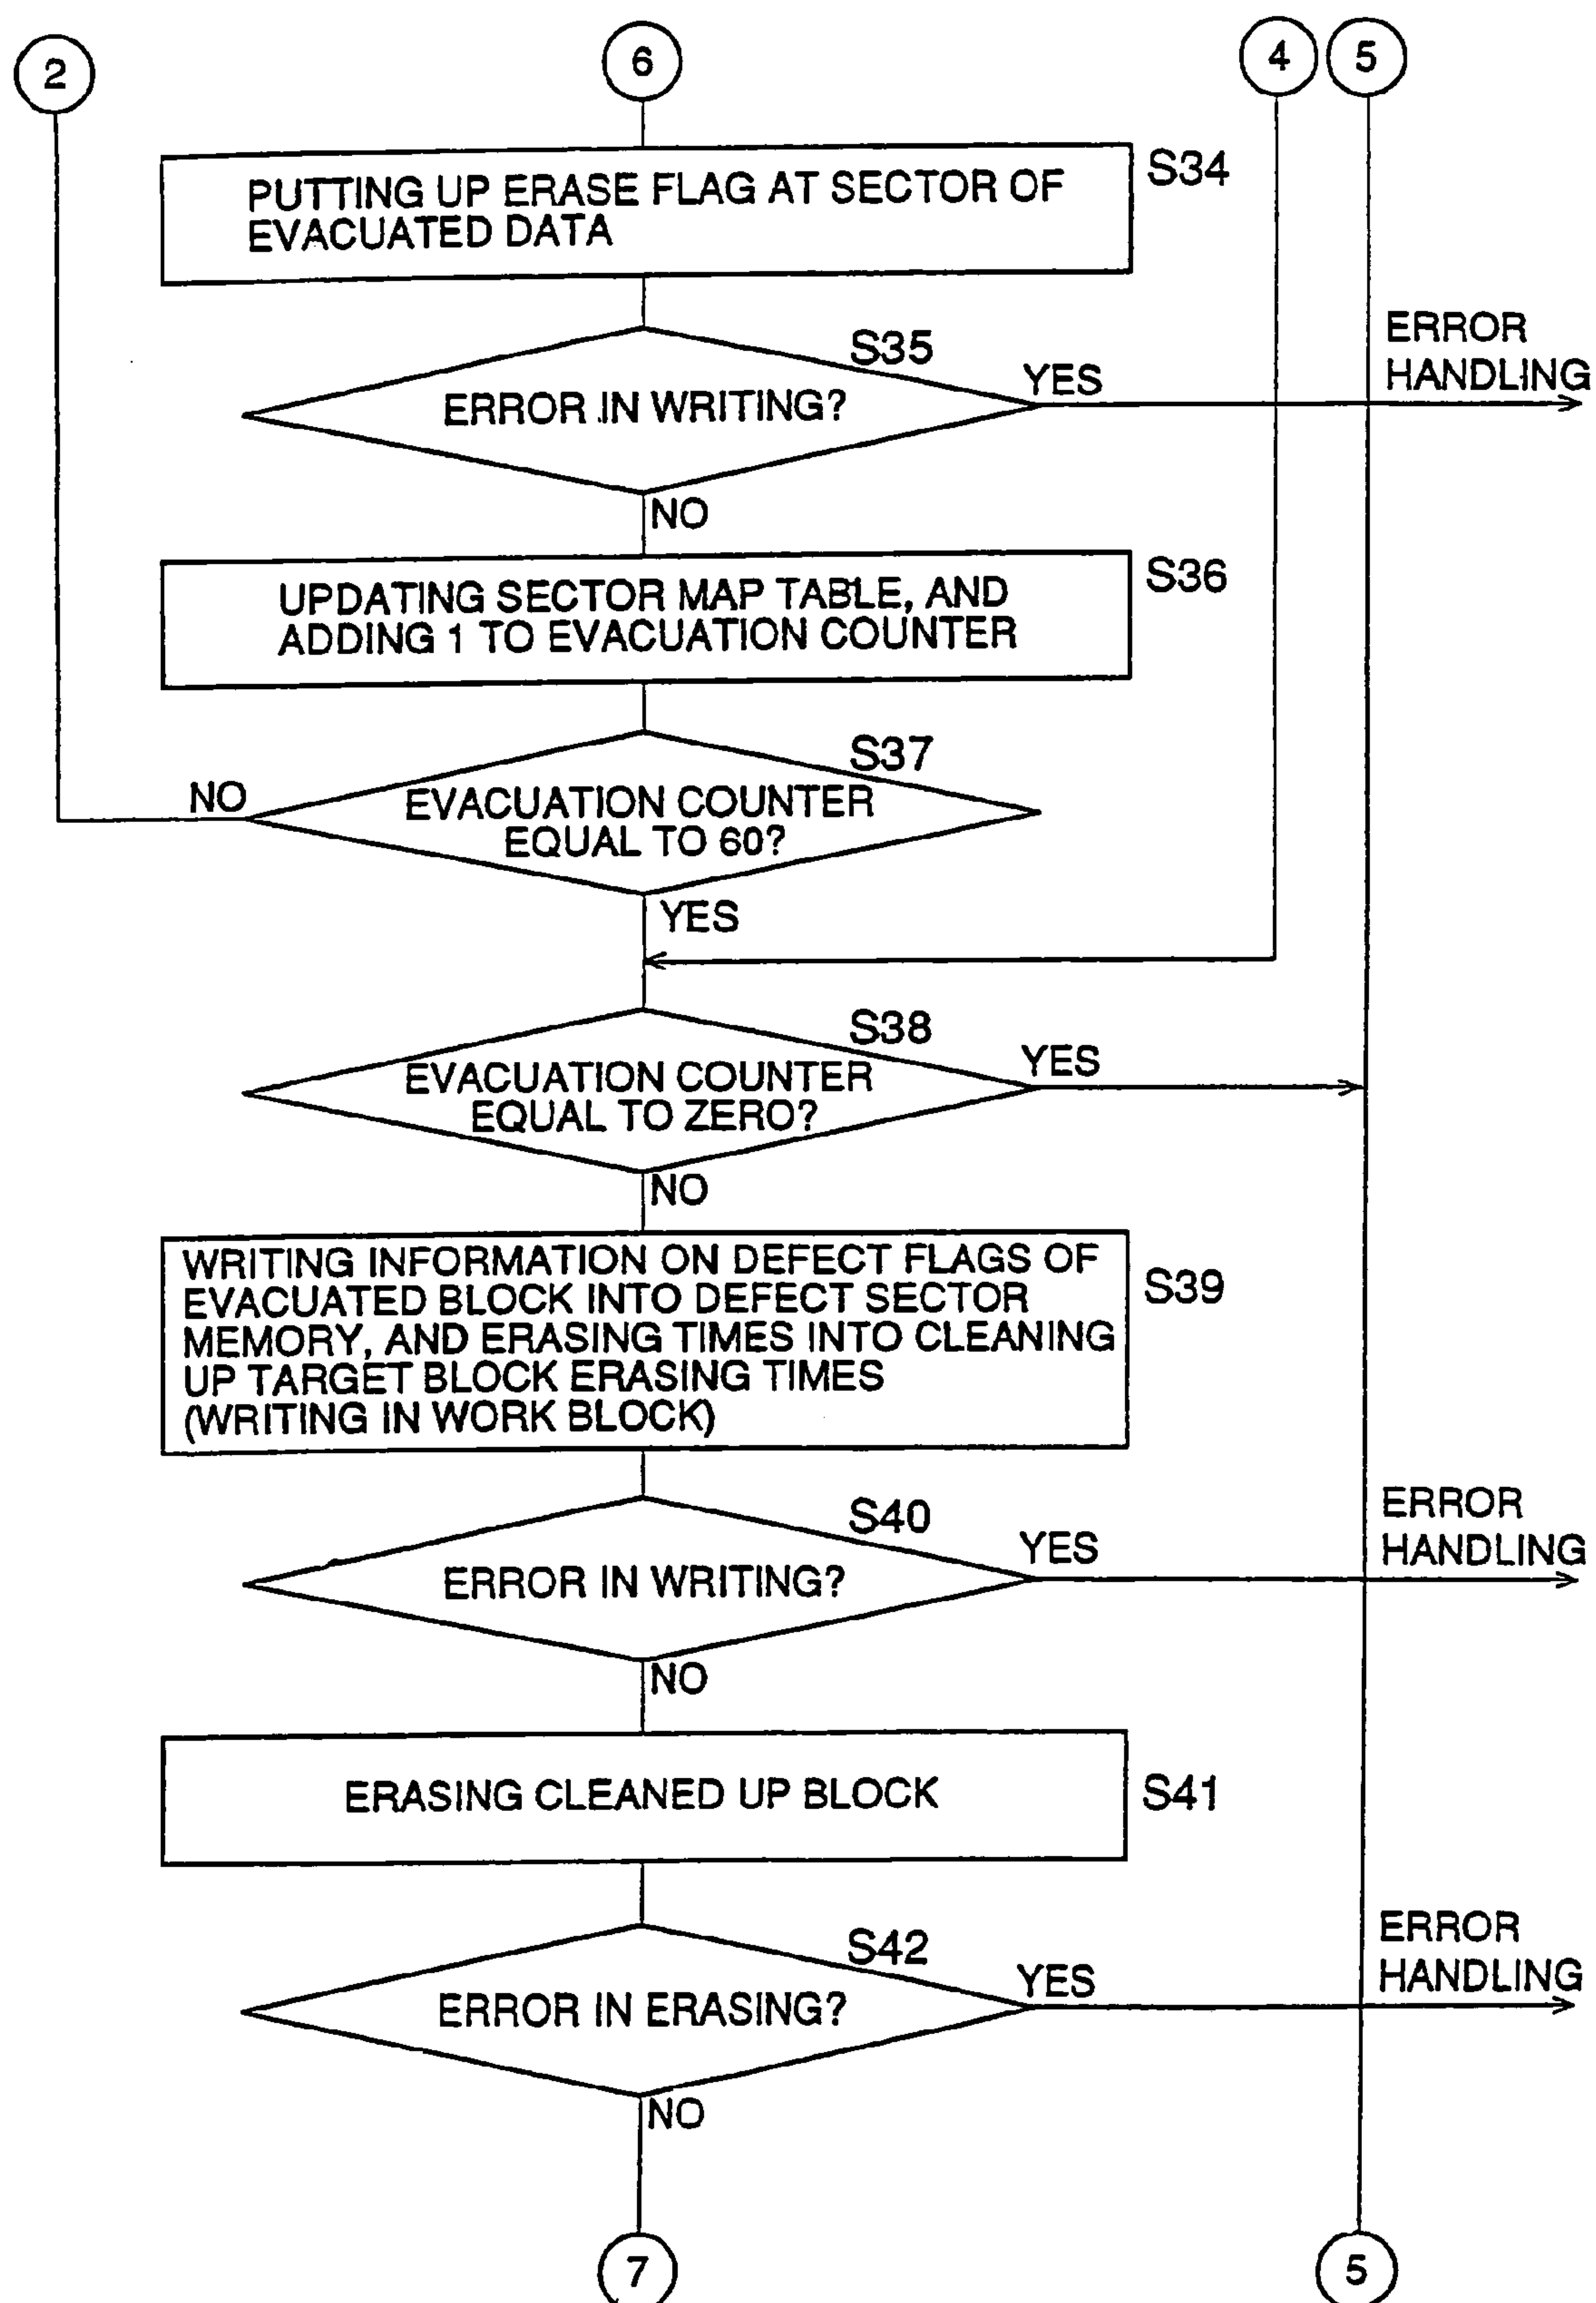 2
6
4
5
PUTTING UP ERASE FLAG AT SECTOR OF
EVACUATED DATA
S34
S35
ERROR IN WRITING?
YES
ERROR
HANDLING
NO
UPDATING SECTOR MAP TABLE, AND
ADDING 1 TO EVACUATION COUNTER
S36
S37
NO
EVACUATION COUNTER
EQUAL TO 60?
YES
S38
EVACUATION COUNTER
EQUAL TO ZERO?
YES
NO
WRITING INFORMATION ON DEFECT FLAGS OF
EVACUATED BLOCK INTO DEFECT SECTOR
MEMORY, AND ERASING TIMES INTO CLEANING
UP TARGET BLOCK ERASING TIMES
(WRITING IN WORK BLOCK)
S39
S40
ERROR IN WRITING?
YES
ERROR
HANDLING
NO
ERASING CLEANED UP BLOCK
S41
S42
ERROR IN ERASING?
YES
ERROR
HANDLING
NO
7
5